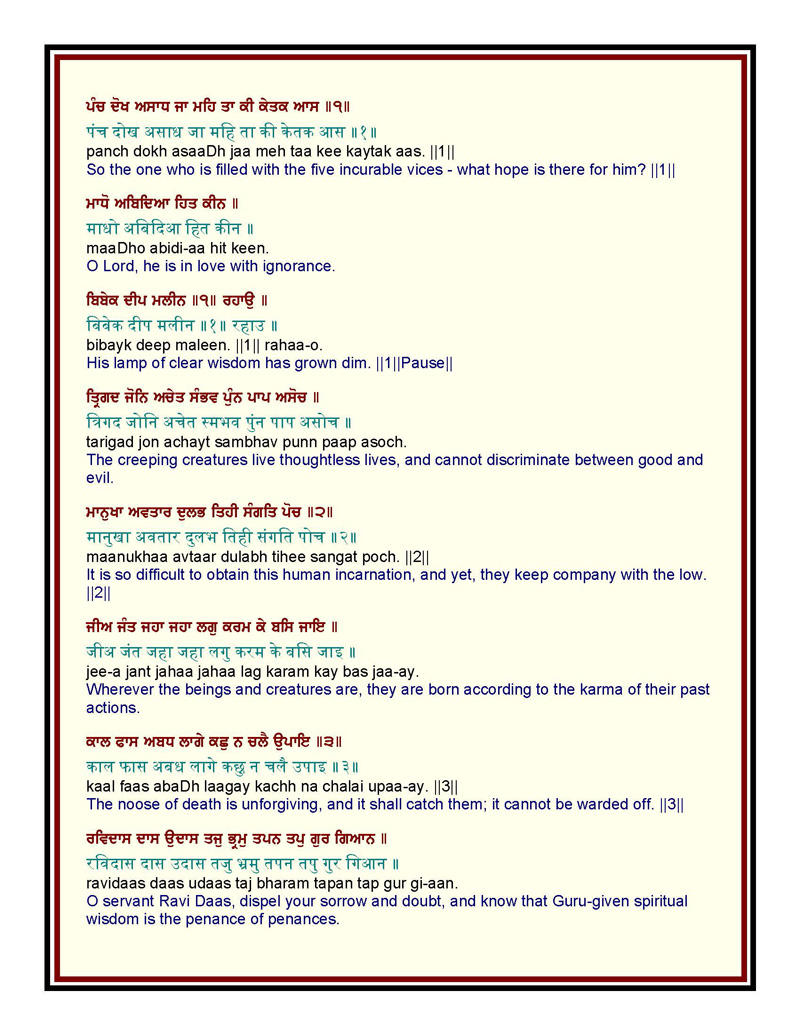 ਪੰਚ ਦੋਖ ਅਸਾਧ ਜਾ ਮਹਿ ਤਾ ਕੀ ਕੇਤਕ ਆਸ ॥੧॥
पंच दोख असाध जा महि ता की केतक आस ॥१॥
panch dokh asaaDh jaa meh taa kee kaytak aas. ||1||
So the one who is filled with the five incurable vices - what hope is there for him? ||1||
ਮਾਧੋ ਅਬਿਦਿਆ ਹਿਤ ਕੀਨ ॥
माधो अबिदिआ हित कीन ॥
maaDho abidi-aa hit keen.
O Lord, he is in love with ignorance.
ਬਿਬੇਕ ਦੀਪ ਮਲੀਨ ॥੧॥ ਰਹਾਉ ॥
बिबेक दीप मलीन ॥१॥ रहाउ ॥
bibayk deep maleen. ||1|| rahaa-o.
His lamp of clear wisdom has grown dim. ||1||Pause||
ਤ੍ਰਿਗਦ ਜੋਨਿ ਅਚੇਤ ਸੰਭਵ ਪੁੰਨ ਪਾਪ ਅਸੋਚ ॥
त्रिगद जोनि अचेत स्मभव पुंन पाप असोच ॥
tarigad jon achayt sambhav punn paap asoch.
The creeping creatures live thoughtless lives, and cannot discriminate between good and
evil.
ਮਾਨੁਖਾ ਅਵਤਾਰ ਦੁਲਭ ਤਿਹੀ ਸੰਗਤਿ ਪੋਚ ॥੨॥
मानुखा अवतार दुलभ तिही संगति पोच ॥२॥
maanukhaa avtaar dulabh tihee sangat poch. ||2||
It is so difficult to obtain this human incarnation, and yet, they keep company with the low.
||2||
ਜੀਅ ਜੰਤ ਜਹਾ ਜਹਾ ਲਗੁ ਕਰਮ ਕੇ ਬਸਿ ਜਾਇ ॥
जीअ जंत जहा जहा लगु करम के बसि जाइ ॥
jee-a jant jahaa jahaa lag karam kay bas jaa-ay.
Wherever the beings and creatures are, they are born according to the karma of their past
actions.
ਕਾਲ ਫਾਸ ਅਬਧ ਲਾਗੇ ਕਛੁ ਨ ਚਲੈ ਉਪਾਇ ॥੩॥
काल फास अबध लागे कछु न चलै उपाइ ॥३॥
kaal faas abaDh laagay kachh na chalai upaa-ay. ||3||
The noose of death is unforgiving, and it shall catch them; it cannot be warded off. ||3||
ਰਵਿਦਾਸ ਦਾਸ ਉਦਾਸ ਤਜੁ ਭ੍ਰਮੁ ਤਪਨ ਤਪੁ ਗੁਰ ਗਿਆਨ ॥
रविदास दास उदास तजु भ्रमु तपन तपु गुर गिआन ॥
ravidaas daas udaas taj bharam tapan tap gur gi-aan.
O servant Ravi Daas, dispel your sorrow and doubt, and know that Guru-given spiritual
wisdom is the penance of penances.